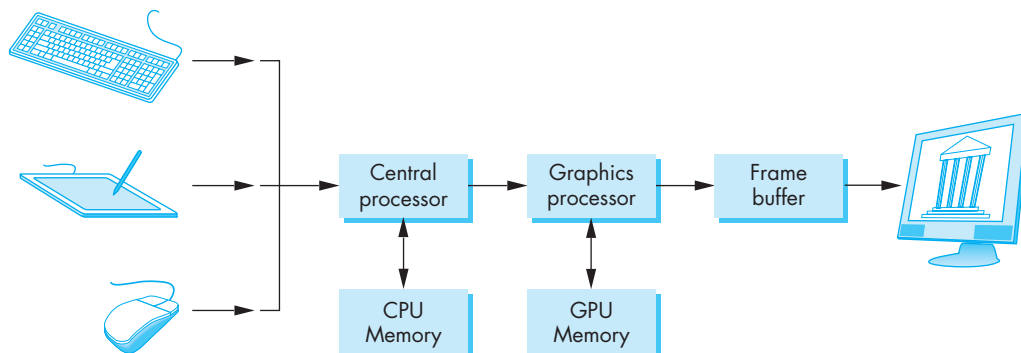 Central
processor
Graphics
processor
Frame
buffer
CPU
Memory
GPU
Memory